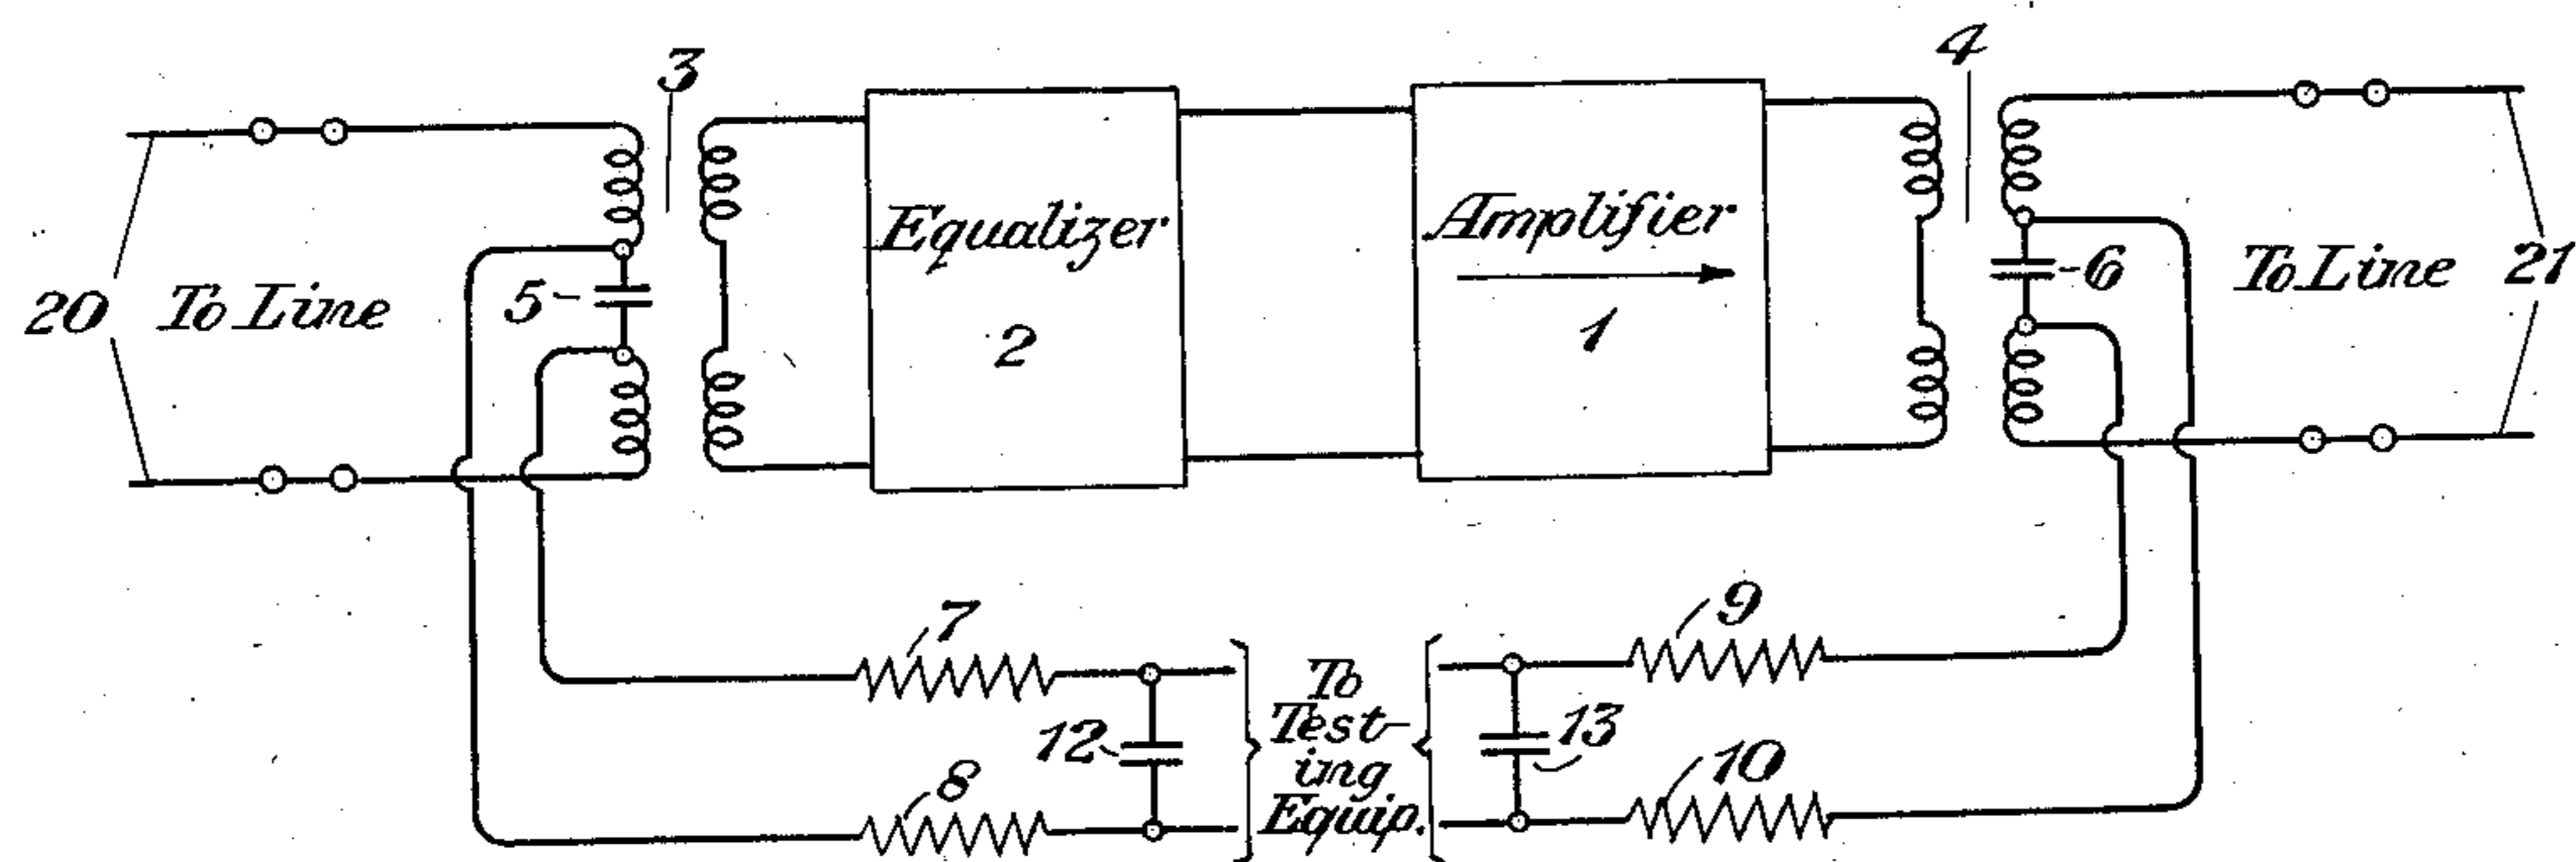 3
4
Equalizer
2
Amplifier
1
20
To Line
5
6
To Line
21
7
8
12
To
Test-
ing
Equip.
13
9
10